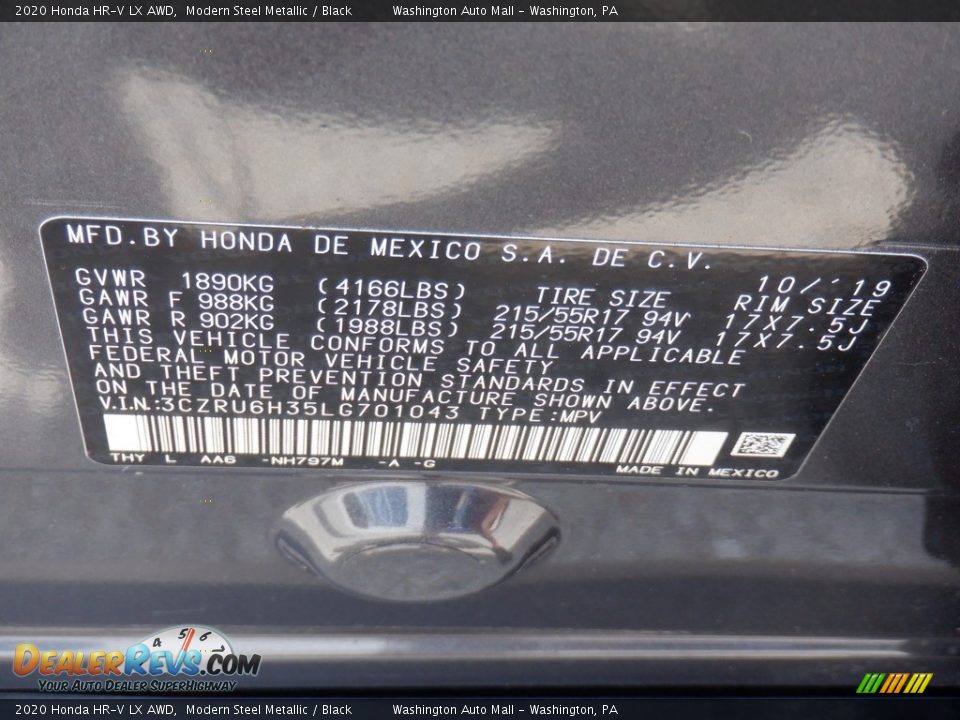 2020 Honda HR-V LX AWD, Modern Steel Metallic / Black Washington Auto Mall - Washington, PA
MFD.BY HONDA DE MEXICO S.A. DE C.V.
10/'19
GVWR 1890KG (4166LBS) TIRE SIZE RIM SIZE
GAWR F 988KG (2178LBS) 215/55R17 94V 17X7.5J
GAWR R 902KG (1988LBS) 215/55R17 94V 17X7.5J
THIS VEHICLE CONFORMS TO ALL APPLICABLE
FEDERAL MOTOR VEHICLE SAFETY
AND THEFT PREVENTION STANDARDS IN EFFECT
ON THE DATE OF MANUFACTURE SHOWN ABOVE.
V.I.N.:3CZRU6H35LG701043 TYPE:MPV
THY L AA6 -NH797M -A -G
MADE IN MEXICO
4 5 6 7
DEALERREVS.COM
YOUR AUTO DEALER SUPERHIGHWAY
2020 Honda HR-V LX AWD, Modern Steel Metallic / Black Washington Auto Mall - Washington, PA